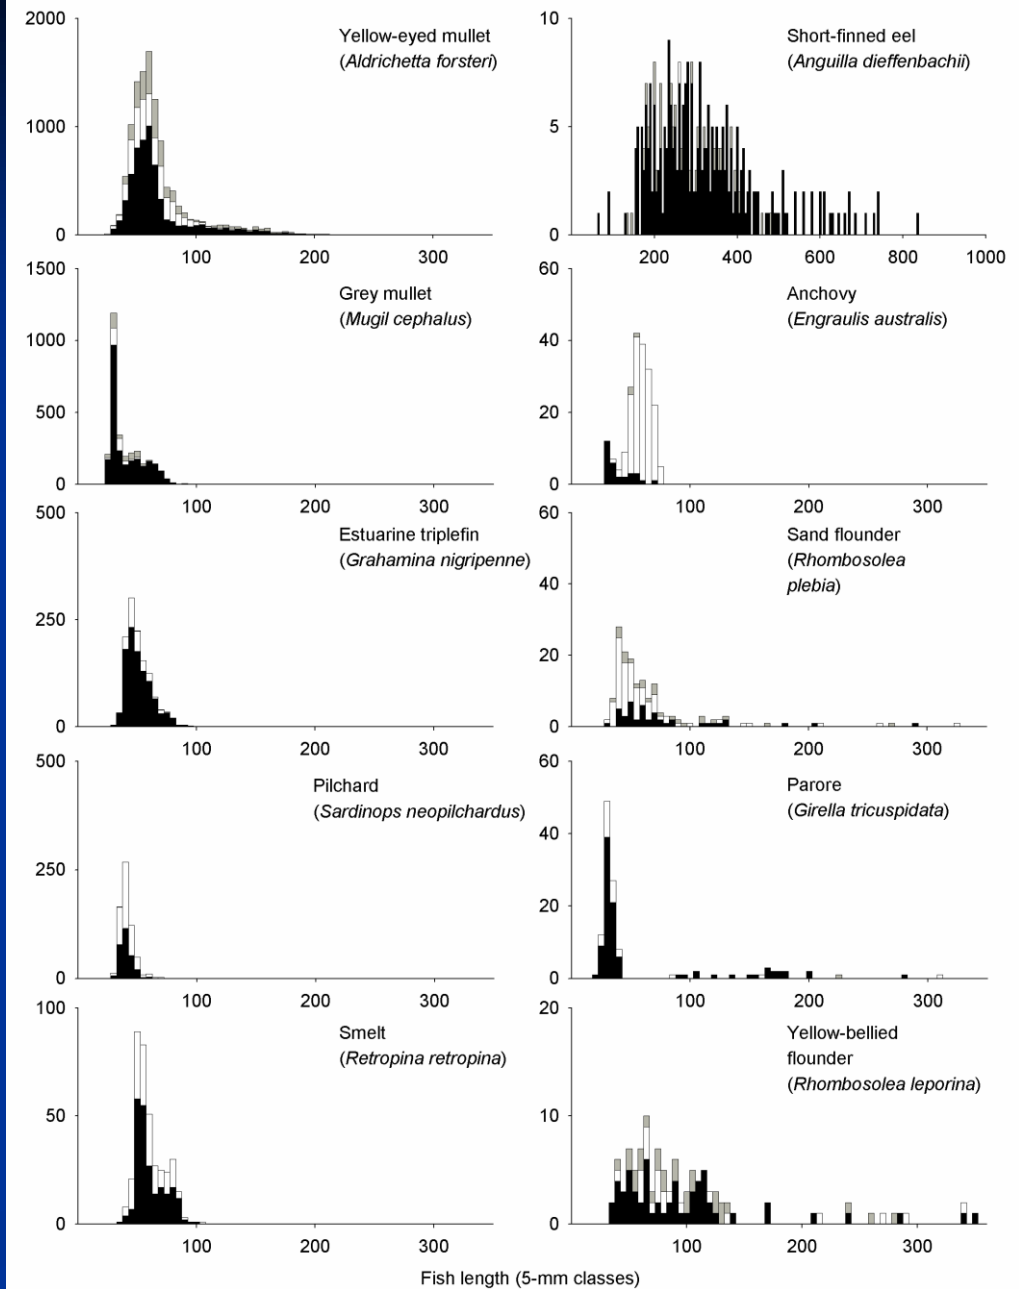 2000
Yellow-eyed mullet
(Aldrichetta forsteri)
1000
0
100
200
300
10
Short-finned eel
(Anguilla dieffenbachii)
5
0
200
400
600
800
1000
1500
Grey mullet
(Mugil cephalus)
1000
500
0
100
200
300
60
Anchovy
(Engraulis australis)
40
20
0
100
200
300
500
Estuarine triplefin
(Grahamina nigripenne)
250
0
100
200
300
60
Sand flounder
(Rhombosolea
plebia)
40
20
0
100
200
300
500
Pilchard
(Sardinops neopilchardus)
250
0
100
200
300
60
Parore
(Girella tricuspidata)
40
20
0
100
200
300
100
Smelt
(Retropina retropina)
50
0
100
200
300
20
Yellow-bellied
flounder
(Rhombosolea leporina)
10
0
100
200
300
Fish length (5-mm classes)